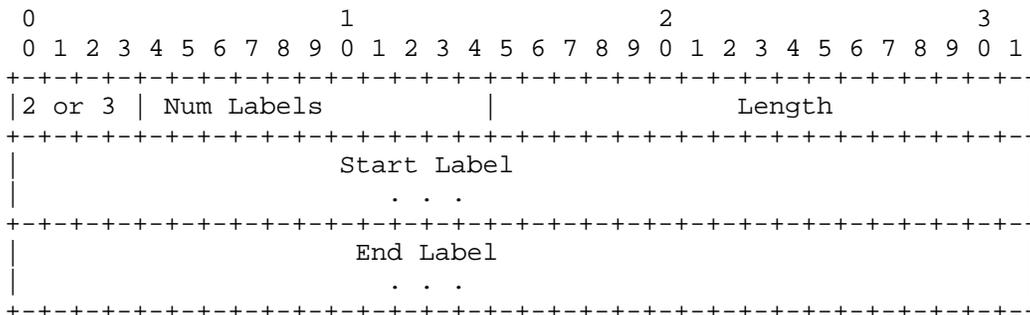 0                   1                   2                   3
 0 1 2 3 4 5 6 7 8 9 0 1 2 3 4 5 6 7 8 9 0 1 2 3 4 5 6 7 8 9 0 1
+-+-+-+-+-+-+-+-+-+-+-+-+-+-+-+-+-+-+-+-+-+-+-+-+-+-+-+-+-+-+-+--
|2 or 3 | Num Labels          |               Length
+-+-+-+-+-+-+-+-+-+-+-+-+-+-+-+-+-+-+-+-+-+-+-+-+-+-+-+-+-+-+-+--
|                    Start Label
|                       . . .
+-+-+-+-+-+-+-+-+-+-+-+-+-+-+-+-+-+-+-+-+-+-+-+-+-+-+-+-+-+-+-+--
|                     End Label
|                       . . .
+-+-+-+-+-+-+-+-+-+-+-+-+-+-+-+-+-+-+-+-+-+-+-+-+-+-+-+-+-+-+-+--